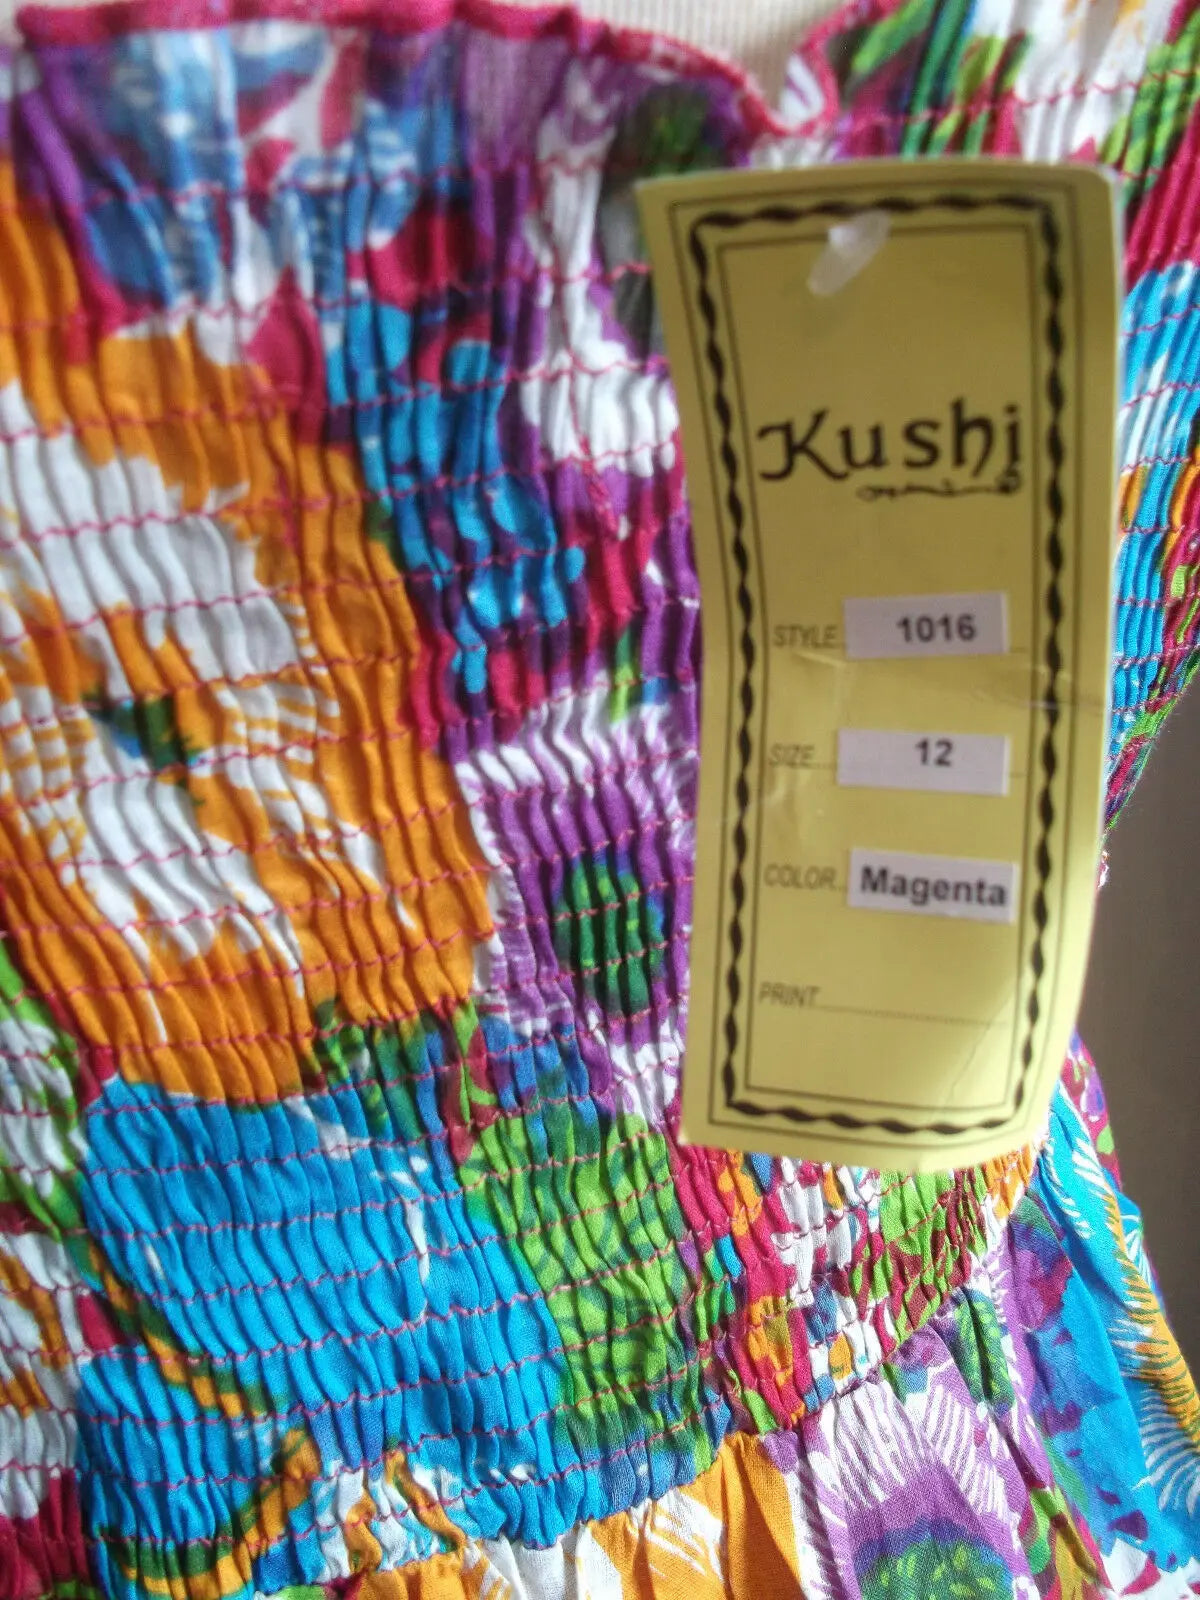 Kushi
STYLE 1016
SIZE 12
COLOR Magenta
PRINT